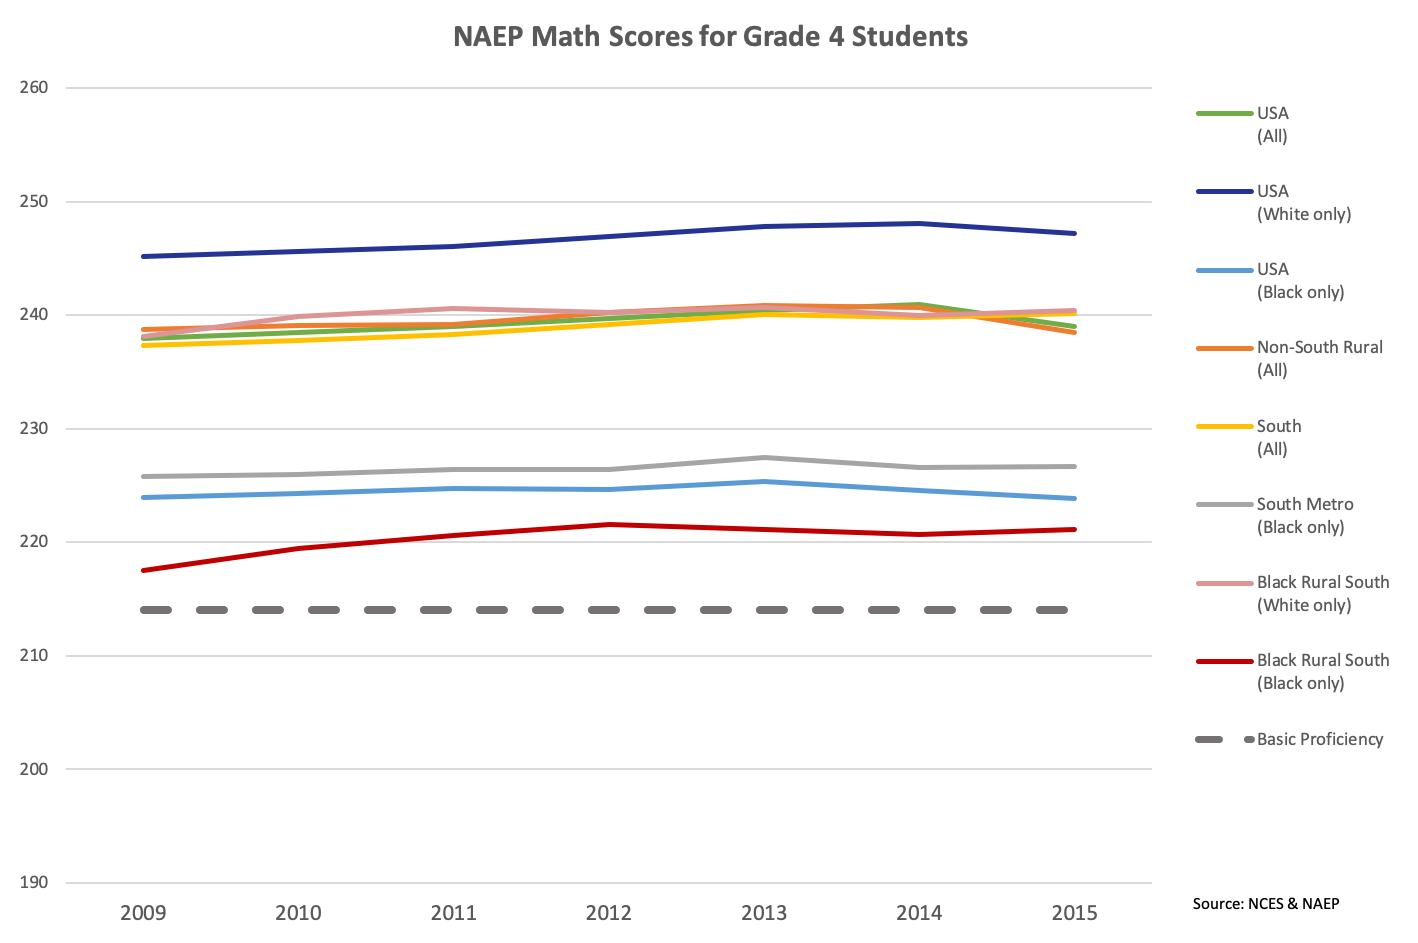 NAEP Math Scores for Grade 4 Students
260
250
240
230
220
210
200
190
2009 2010 2011 2012 2013 2014 2015
USA
(All)
USA
(White only)
USA
(Black only)
Non-South Rural
(All)
South
(All)
South Metro
(Black only)
Black Rural South
(White only)
Black Rural South
(Black only)
Basic Proficiency
Source: NCES & NAEP